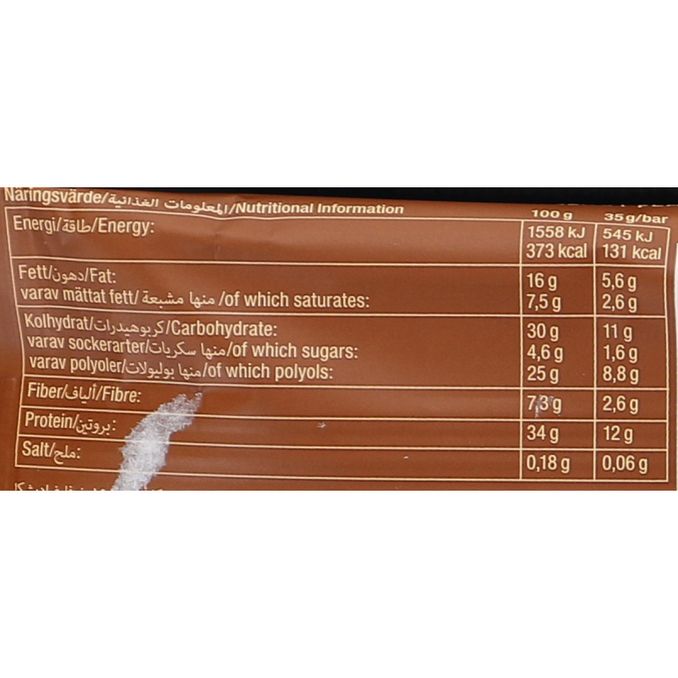 Näringsvärde/المعلومات الغذائية/Nutritional Information 100 g 35 g/bar
Energi/طاقة/Energy: 1558 kJ 545 kJ
373 kcal 131 kcal
Fett/دهون/Fat: 16 g 5,6 g
varav mättat fett/منها مشبعة /of which saturates: 7,5 g 2,6 g
Kolhydrat/كربوهيدرات/Carbohydrate: 30 g 11 g
varav sockerarter/منها سكريات/of which sugars: 4,6 g 1,6 g
varav polyoler/منها بوليولات/of which polyols: 25 g 8,8 g
Fiber/ألياف/Fibre: 7,3 g 2,6 g
Protein/بروتين: 34 g 12 g
Salt/ملح: 0,18 g 0,06 g